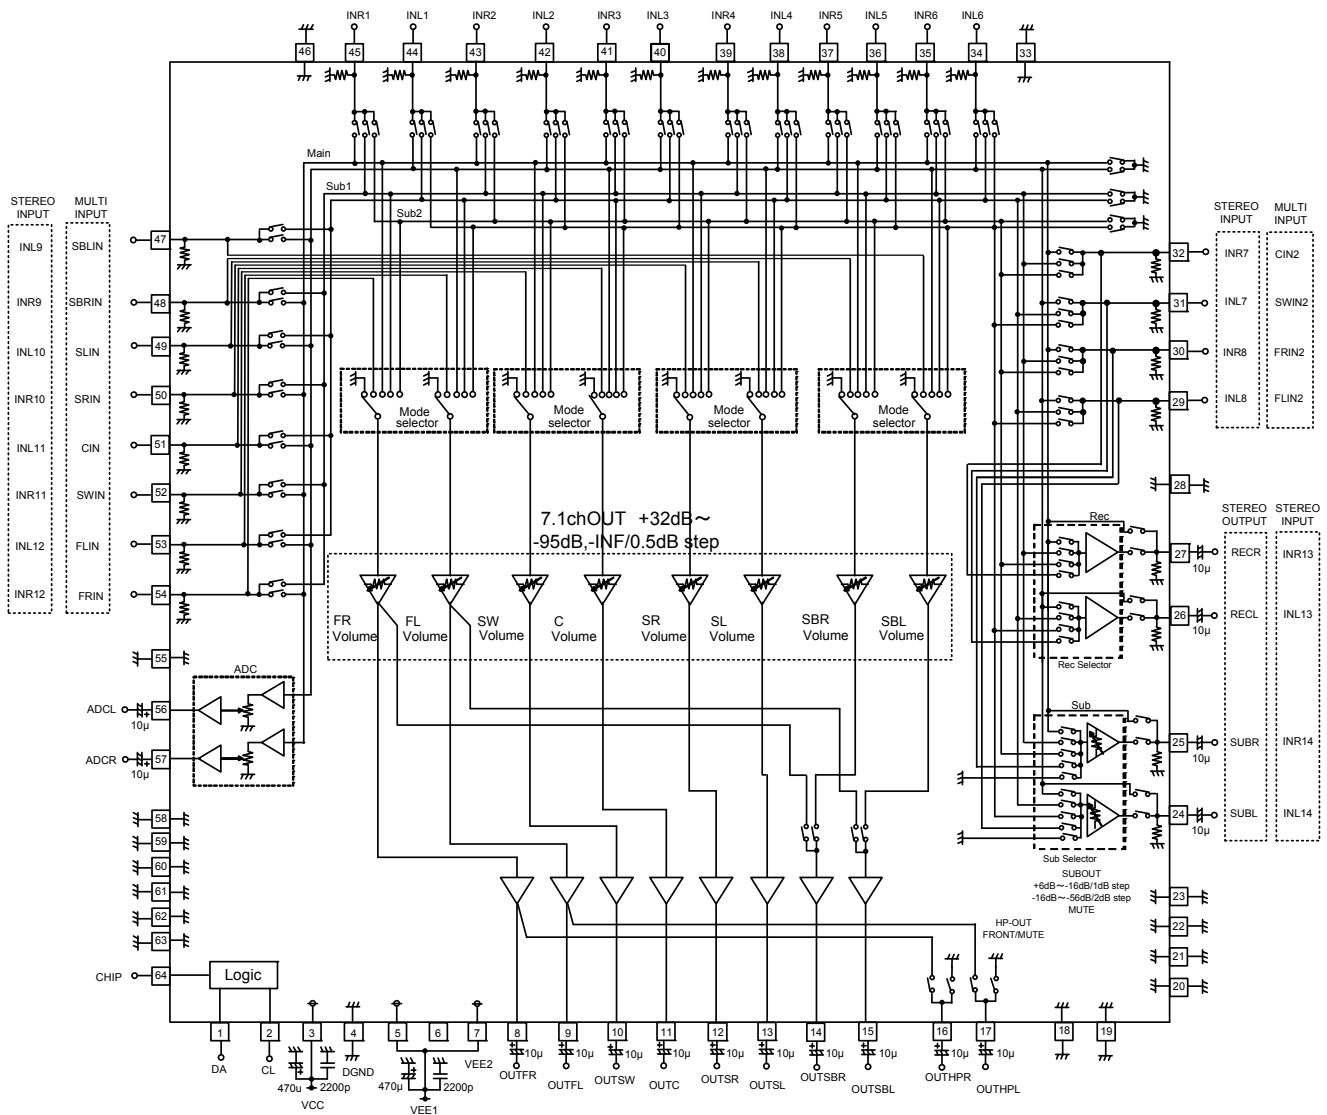 INR1 INL1 INR2 INL2 INR3 INL3 INR4 INL4 INR5 INL5 INR6 INL6
46 45 44 43 42 41 40 39 38 37 36 35 34 33
Main
Sub1
Sub2
STEREO INPUT
MULTI INPUT
INL9 SBLIN 47
INR9 SBRIN 48
INL10 SLIN 49
INR10 SRIN 50
INL11 CIN 51
INR11 SWIN 52
INL12 FLIN 53
INR12 FRIN 54
55
ADC
ADCL 10μ 56
ADCR 10μ 57
58
59
60
61
62
63
CHIP 64
Logic
STEREO INPUT
MULTI INPUT
32 INR7 CIN2
31 INL7 SWIN2
30 INR8 FRIN2
29 INL8 FLIN2
28
Mode selector
Mode selector
Mode selector
Mode selector
7.1chOUT +32dB~
-95dB,-INF/0.5dB step
FR Volume
FL Volume
SW Volume
C Volume
SR Volume
SL Volume
SBR Volume
SBL Volume
STEREO OUTPUT
STEREO INPUT
Rec
27 10μ RECR INR13
26 10μ RECL INL13
Rec Selector
Sub
25 10μ SUBR INR14
24 10μ SUBL INL14
Sub Selector
SUBOUT
+6dB~-16dB/1dB step
-16dB~-56dB/2dB step
MUTE
23
22
21
20
HP-OUT
FRONT/MUTE
1 2 3 4 5 6 7 8 9 10 11 12 13 14 15 16 17 18 19
DA CL DGND VEE2
470u 2200p
VCC
470μ 2200p
VEE1
10μ 10μ 10μ 10μ 10μ 10μ 10μ 10μ 10μ 10μ
OUTFR OUTFL OUTSW OUTC OUTSR OUTSL OUTSBR OUTSBL OUTHPR OUTHPL